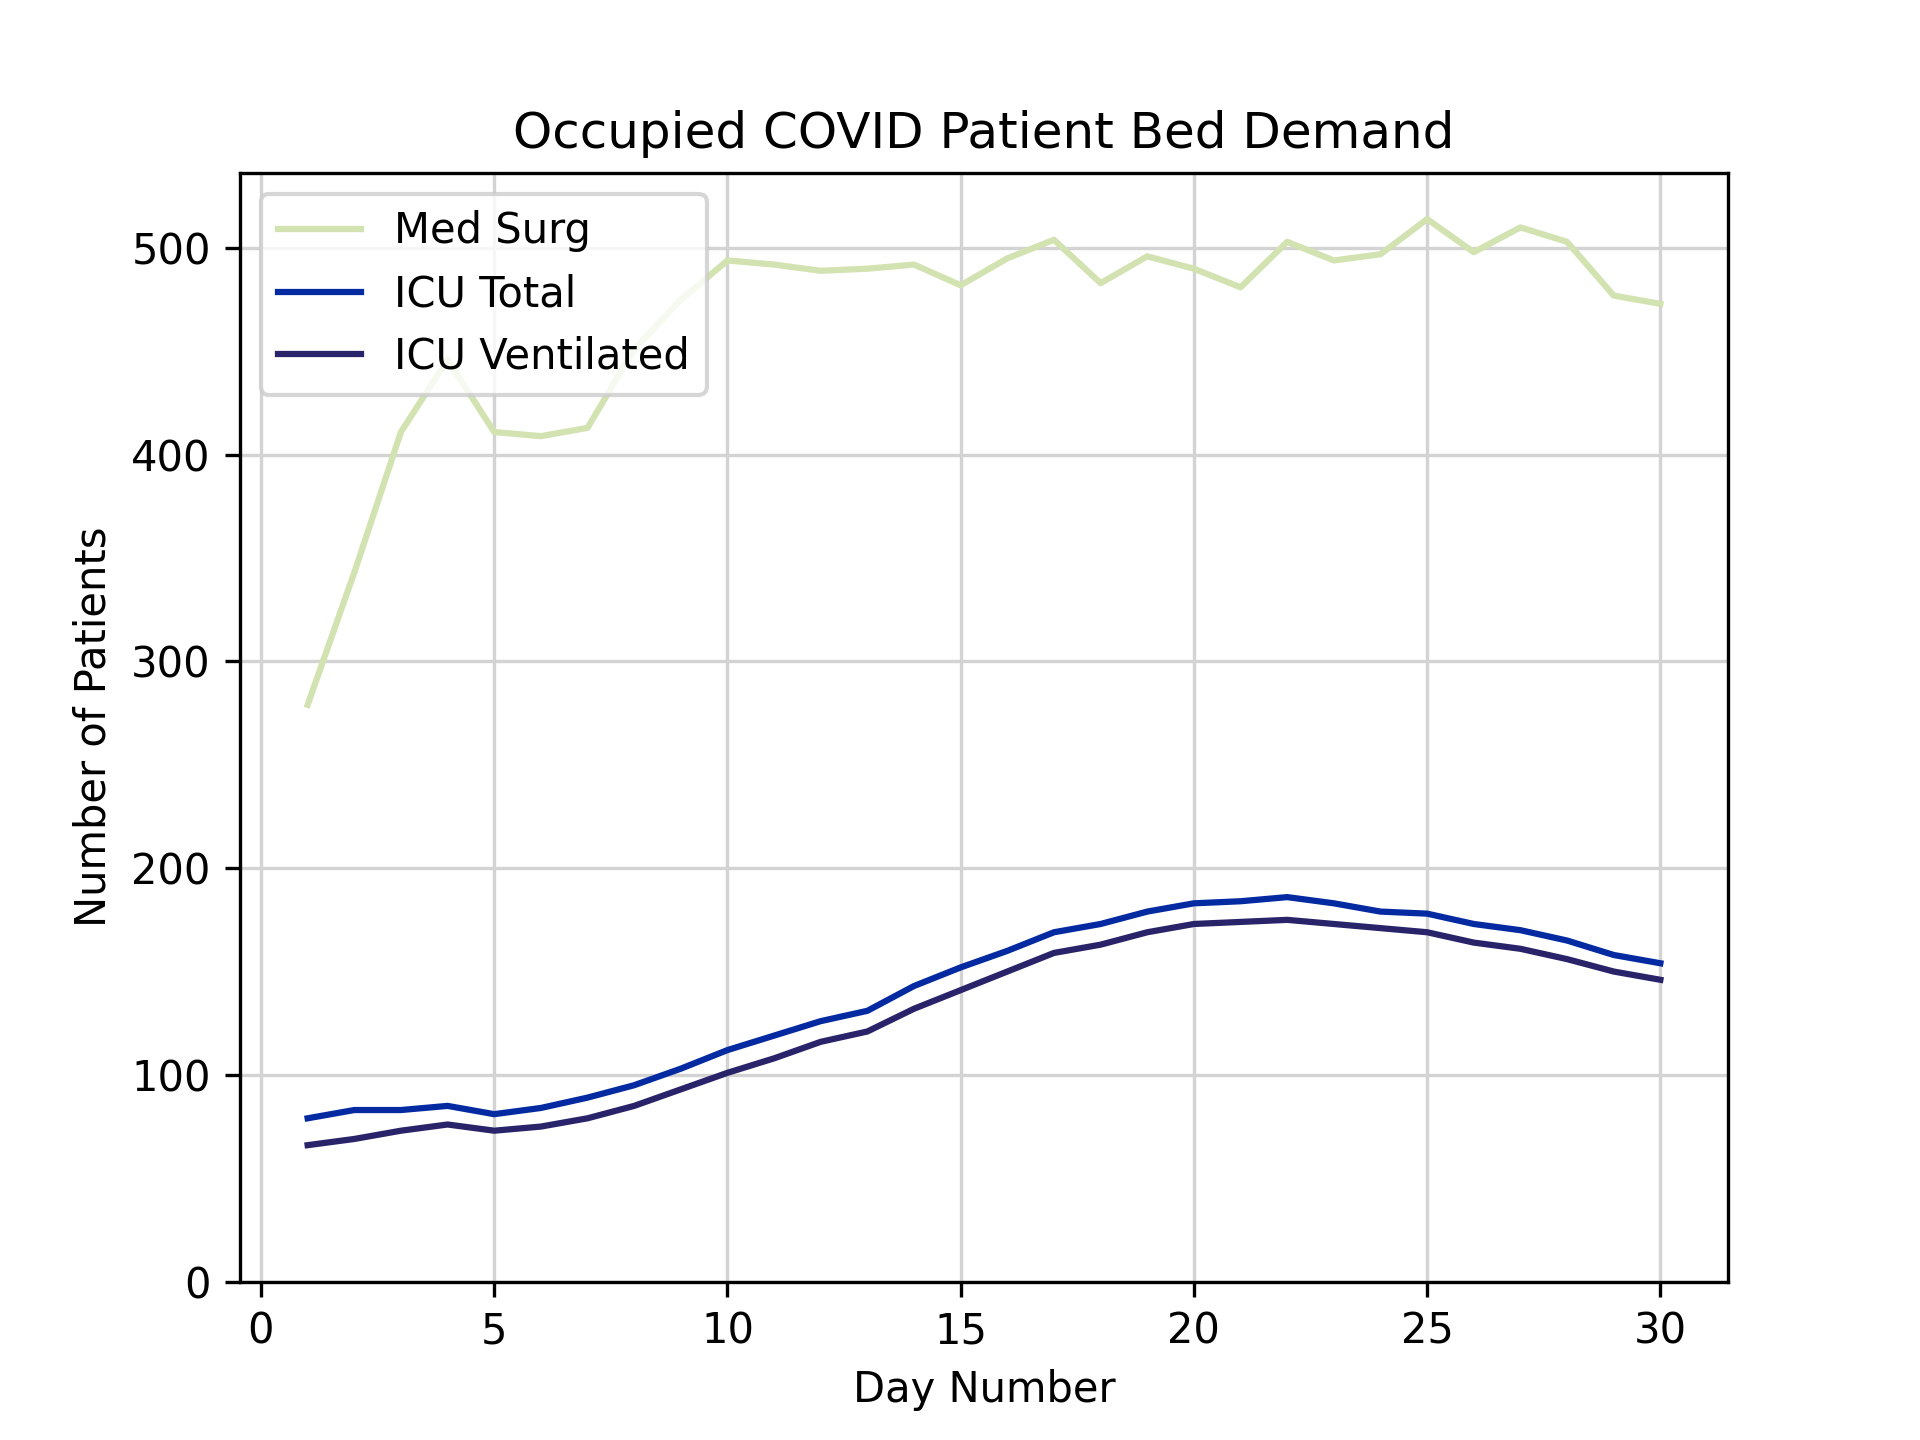 Occupied COVID Patient Bed Demand
Med Surg
ICU Total
ICU Ventilated
Number of Patients
500
400
300
200
100
0
0 5 10 15 20 25 30
Day Number